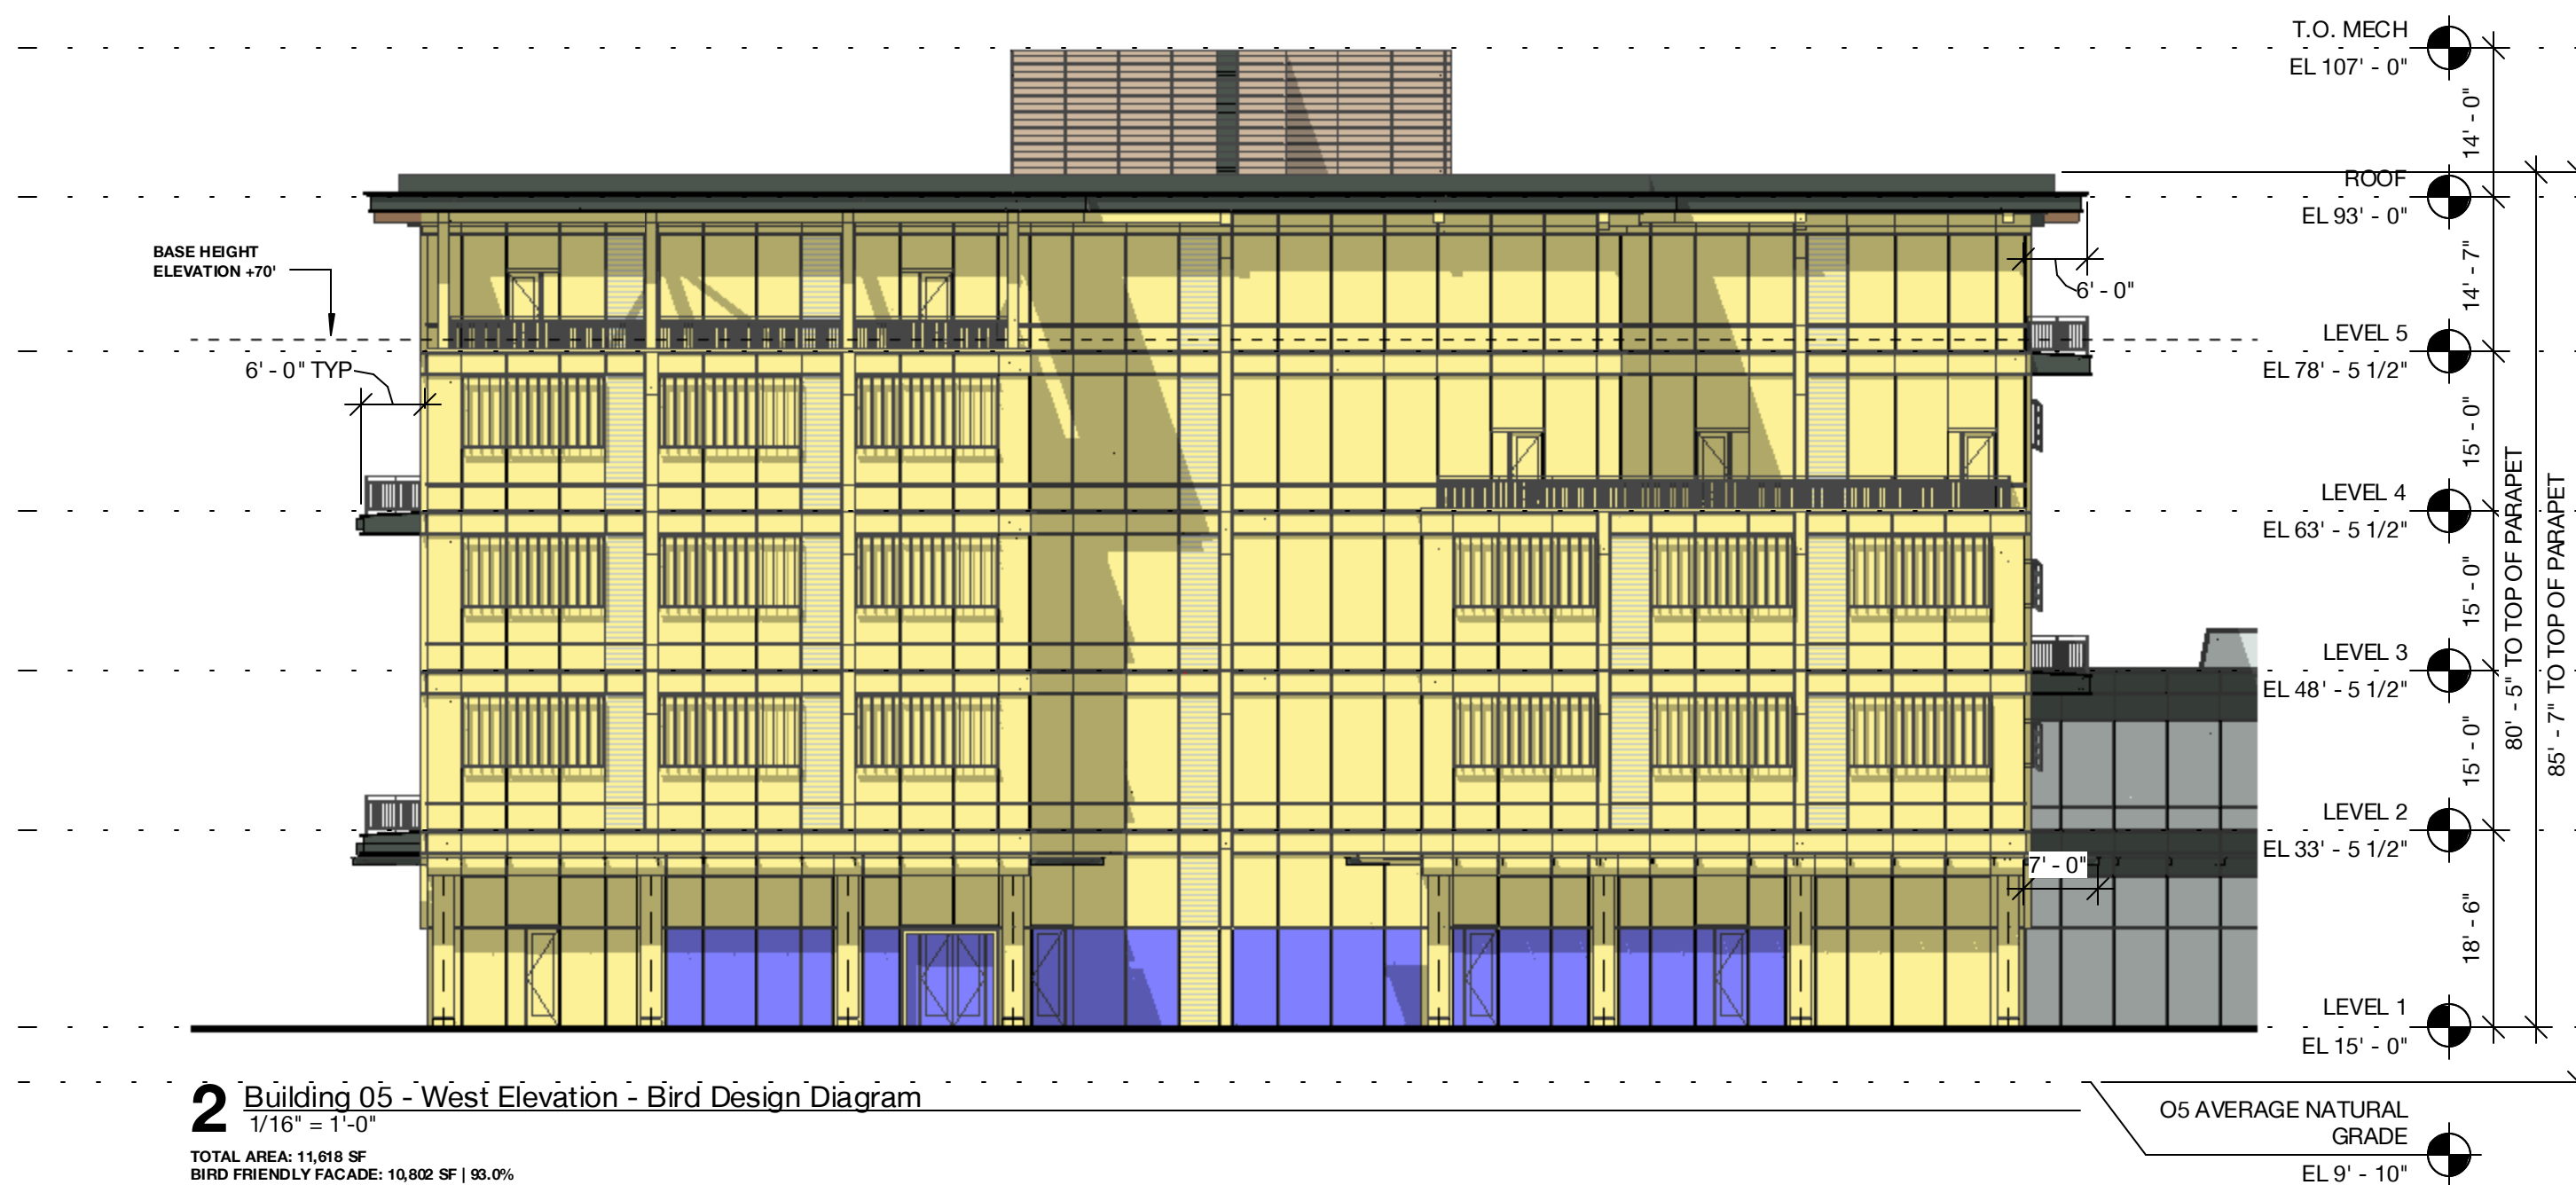 T.O. MECH
EL 107' - 0"
14' - 0"
ROOF
EL 93' - 0"
BASE HEIGHT
ELEVATION +70'
14' - 7"
6' - 0"
LEVEL 5
EL 78' - 5 1/2"
6' - 0" TYP
15' - 0"
LEVEL 4
EL 63' - 5 1/2"
80' - 5" TO TOP OF PARAPET
85' - 7" TO TOP OF PARAPET
15' - 0"
LEVEL 3
EL 48' - 5 1/2"
15' - 0"
LEVEL 2
EL 33' - 5 1/2"
7' - 0"
18' - 6"
LEVEL 1
EL 15' - 0"
2
Building 05 - West Elevation - Bird Design Diagram
1/16" = 1'-0"
O5 AVERAGE NATURAL
GRADE
EL 9' - 10"
TOTAL AREA: 11,618 SF
BIRD FRIENDLY FACADE: 10,802 SF | 93.0%